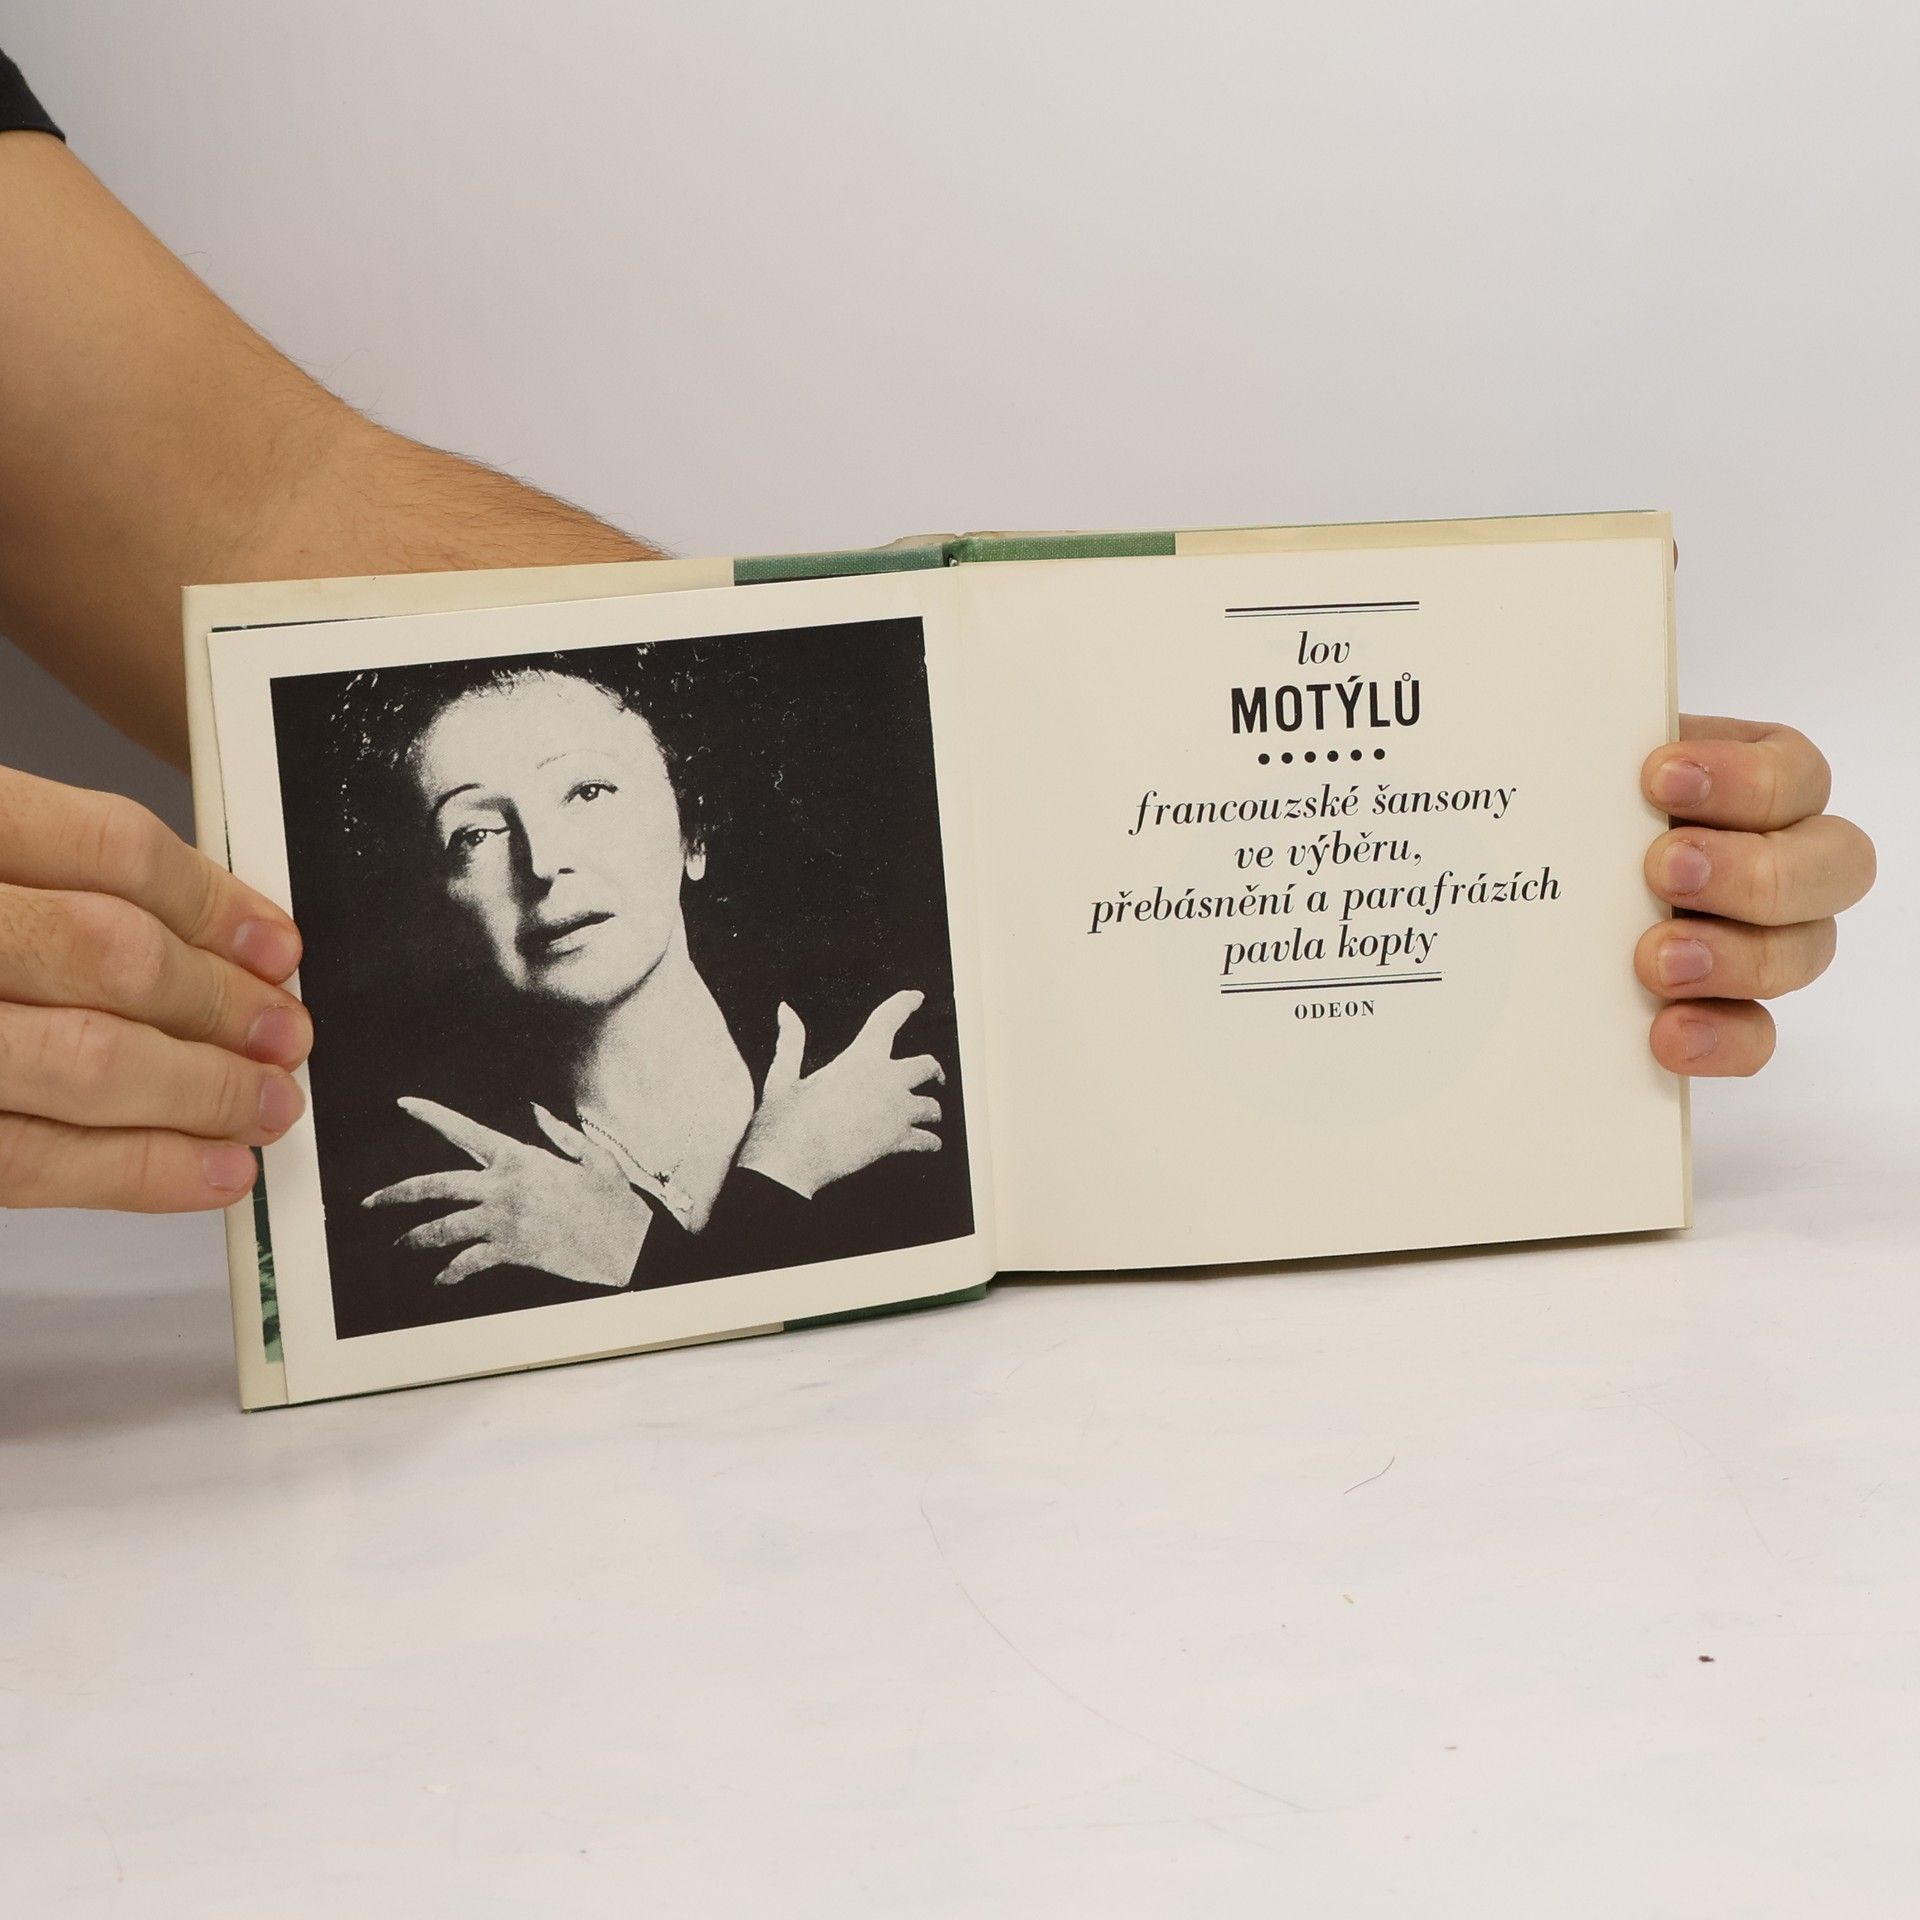 lov
MOTÝLŮ
francouzské šansony
ve výběru,
přebásnění a parafrázích
pavla kopty
ODEON